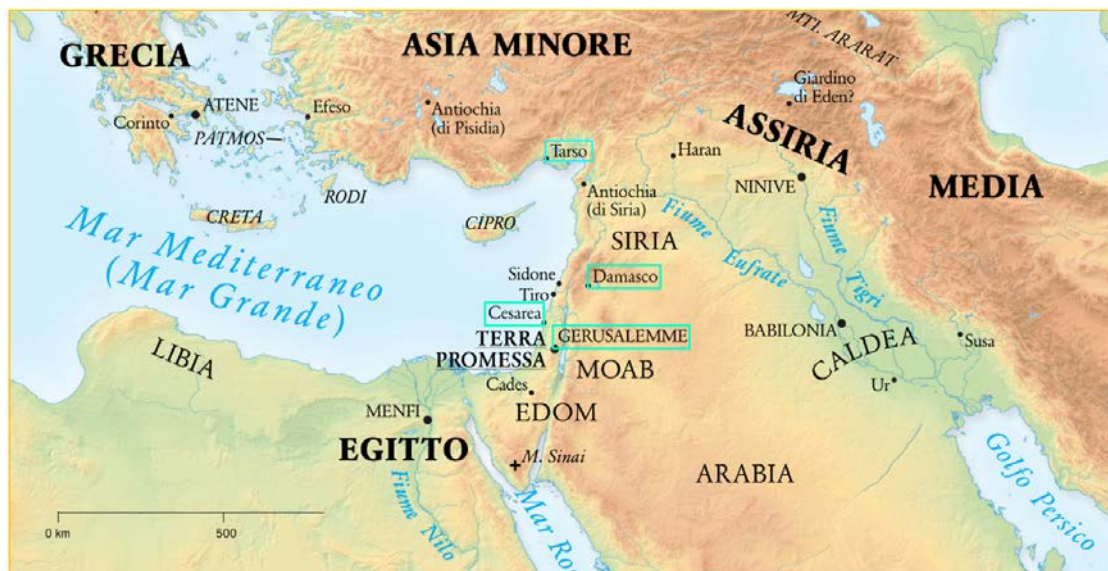 GRECIA
ASIA MINORE
MTI. ARARAT
Giardino
di Eden?
ATENE
Efeso
Antiochia
(di Pisidia)
Corinto
PATMOS
ASSIRIA
Tarso
Haran
NINIVE
MEDIA
RODI
Antiochia
(di Siria)
CRETA
CIPRO
Mar Mediterraneo
(Mar Grande)
SIRIA
Fiume
Eufrate
Fiume
Tigri
Sidone
Damasco
Tiro
Cesarea
TERRA
PROMESSA
GERUSALEMME
BABILONIA
CALDEA
Susa
LIBIA
MOAB
Cades
Ur
EDOM
MENFI
EGITTO
M. Sinai
ARABIA
Golfo Persico
Fiume
Nilo
Mar Ro
0 km
500